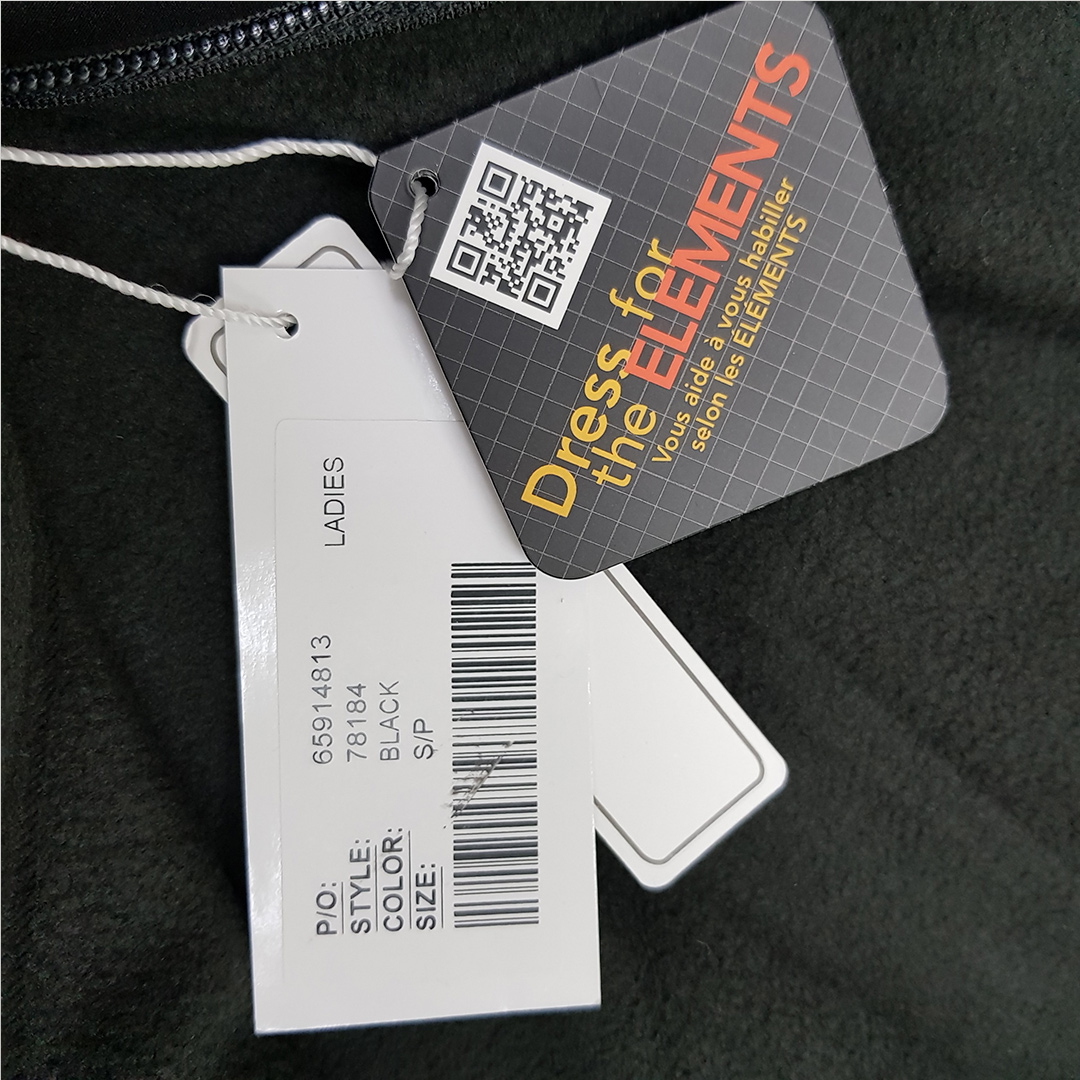 Dress for
the ELEMENTS
Vous aide à vous habiller
selon les ÉLÉMENTS
LADIES
P/O: 65914813
STYLE: 78184
COLOR: BLACK
SIZE: S/P